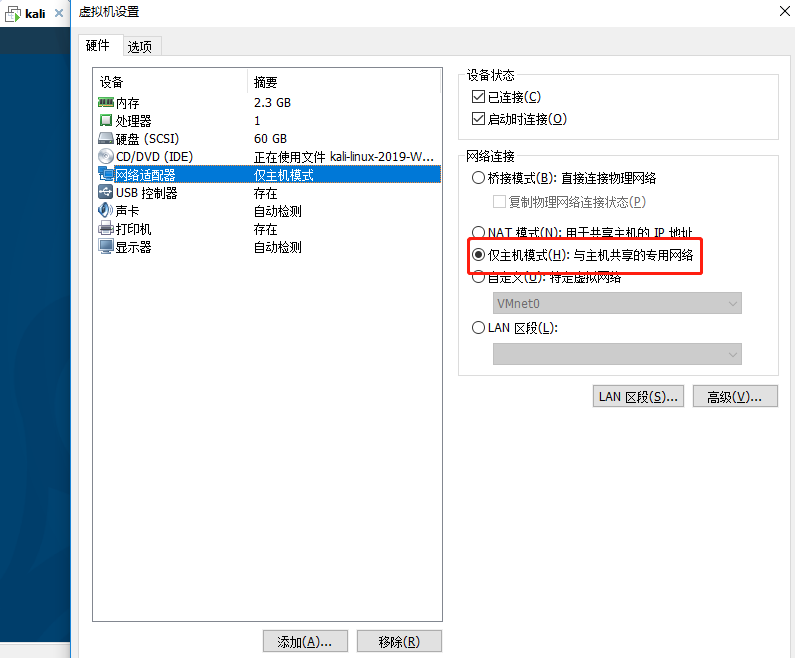 kali
虚拟机设置
硬件 选项
设备 摘要
内存 2.3 GB
处理器 1
硬盘 (SCSI) 60 GB
CD/DVD (IDE) 正在使用文件 kali-linux-2019-W...
网络适配器 仅主机模式
USB 控制器 存在
声卡 自动检测
打印机 存在
显示器 自动检测
添加(A)... 移除(R)
设备状态
已连接(C)
启动时连接(O)
网络连接
桥接模式(B): 直接连接物理网络
复制物理网络连接状态(P)
NAT 模式(N): 用于共享主机的 IP 地址
仅主机模式(H): 与主机共享的专用网络
自定义(U): 特定虚拟网络
VMnet0
LAN 区段(L):
LAN 区段(S)... 高级(V)...